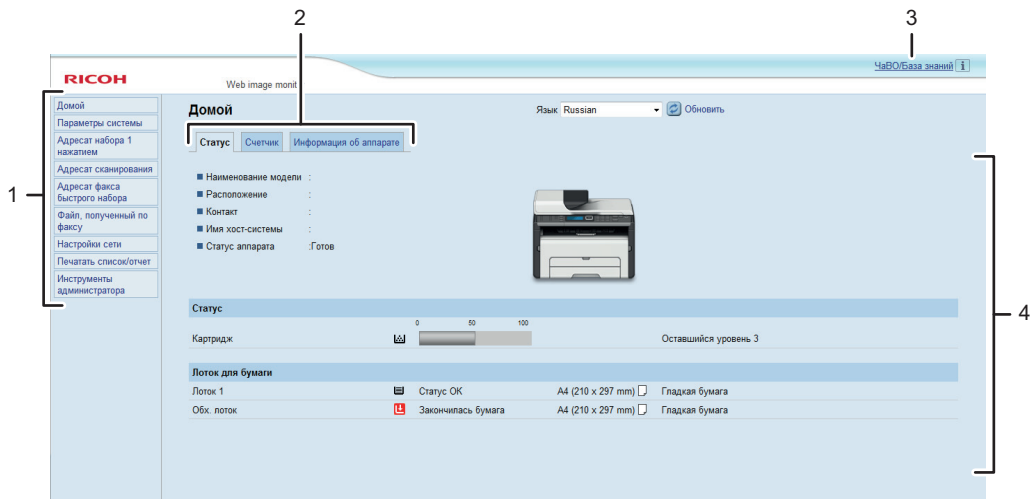 2
3
RICOH
Web image monit
ЧаВО/База знаний
1
Домой
Параметры системы
Адресат набора 1
нажатием
Адресат сканирования
Адресат факса
быстрого набора
Файл, полученный по
факсу
Настройки сети
Печатать список/отчет
Инструменты
администратора
Домой
Язык Russian Обновить
Статус Счетчик Информация об аппарате
Наименование модели :
Расположение :
Контакт :
Имя хост-системы :
Статус аппарата :Готов
4
Статус
0 50 100
Картридж Оставшийся уровень 3
Лоток для бумаги
Лоток 1 Статус OK A4 (210 x 297 mm) Гладкая бумага
Обх. лоток Закончилась бумага A4 (210 x 297 mm) Гладкая бумага